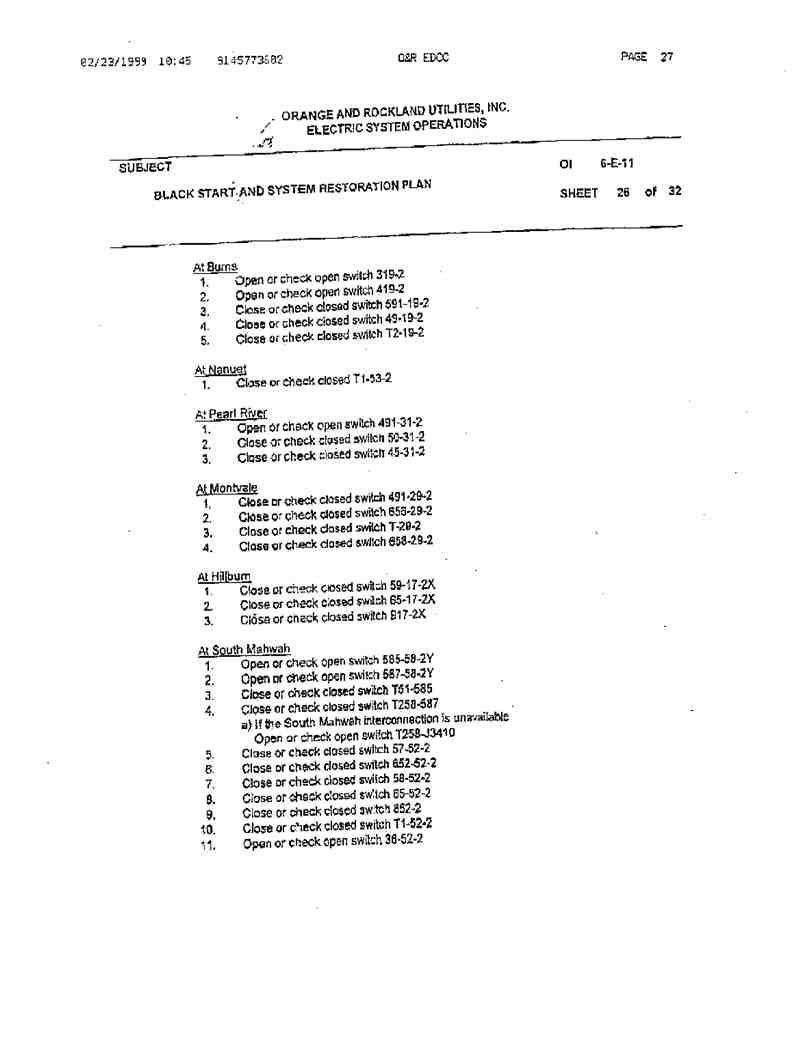 02/23/1999 10:45 9145773602 O&R EDCC PAGE 27
ORANGE AND ROCKLAND UTILITIES, INC.
ELECTRIC SYSTEM OPERATIONS
SUBJECT OI 6-E-11
BLACK START AND SYSTEM RESTORATION PLAN SHEET 26 of 32
At Burns
1. Open or check open switch 319-2
2. Open or check open switch 419-2
3. Close or check closed switch 591-19-2
4. Close or check closed switch 49-19-2
5. Close or check closed switch T2-19-2
At Nanuet
1. Close or check closed T1-53-2
At Pearl River
1. Open or check open switch 491-31-2
2. Close or check closed switch 50-31-2
3. Close or check closed switch 45-31-2
At Montvale
1. Close or check closed switch 491-29-2
2. Close or check closed switch 656-29-2
3. Close or check closed switch T-29-2
4. Close or check closed switch 658-29-2
At Hillburn
1. Close or check closed switch 59-17-2X
2. Close or check closed switch 65-17-2X
3. Close or check closed switch 817-2X
At South Mahwah
1. Open or check open switch 585-58-2Y
2. Open or check open switch 587-58-2Y
3. Close or check closed switch T51-585
4. Close or check closed switch T258-587
a) If the South Mahwah interconnection is unavailable
Open or check open switch T258-J3410
5. Close or check closed switch 57-52-2
6. Close or check closed switch 652-52-2
7. Close or check closed switch 58-52-2
8. Close or check closed switch 65-52-2
9. Close or check closed switch 852-2
10. Close or check closed switch T1-52-2
11. Open or check open switch 36-52-2